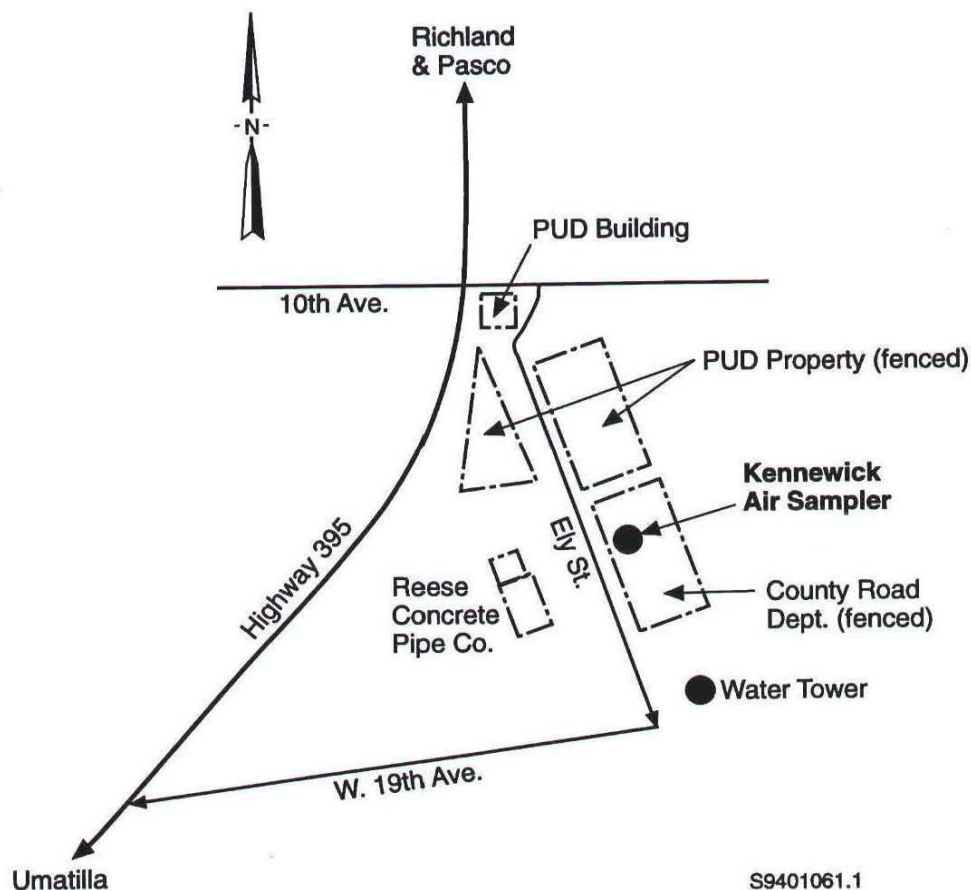 Richland
& Pasco
-N-
PUD Building
10th Ave.
PUD Property (fenced)
Kennewick
Air Sampler
Ely St.
Highway 395
Reese
Concrete
Pipe Co.
County Road
Dept. (fenced)
Water Tower
W. 19th Ave.
Umatilla
S9401061.1